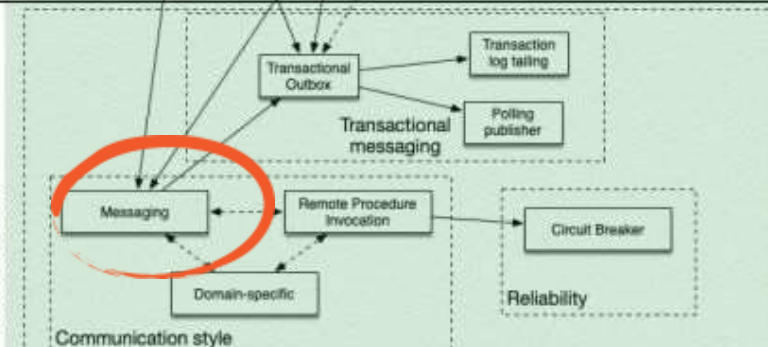 Transactional
Outbox
Transaction
log tailing
Polling
publisher
Transactional
messaging
Messaging
Remote Procedure
Invocation
Circuit Breaker
Domain-specific
Reliability
Communication style